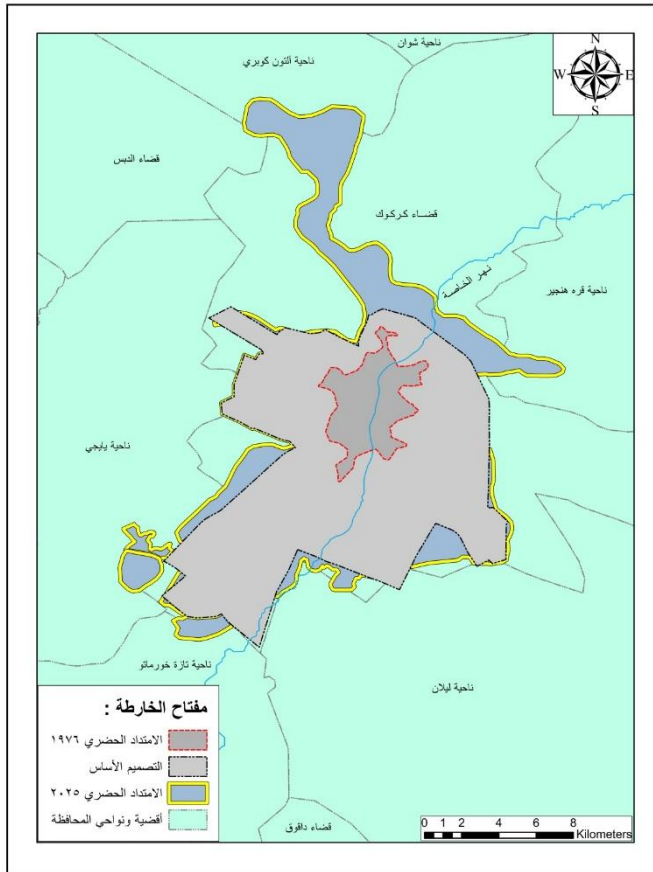 ناحية شوان
ناحية ألتون كوبري
N
W
E
S
قضاء الدبس
قضاء كركوك
نهر الخاصة
ناحية قره هنجير
ناحية يايجي
ناحية تازة خورماتو
ناحية ليلان
قضاء داقوق
مفتاح الخارطة :
الامتداد الحضري ١٩٧٦
التصميم الأساس
الامتداد الحضري ٢٠٢٥
أقضية ونواحي المحافظة
0 1 2 4 6 8
Kilometers